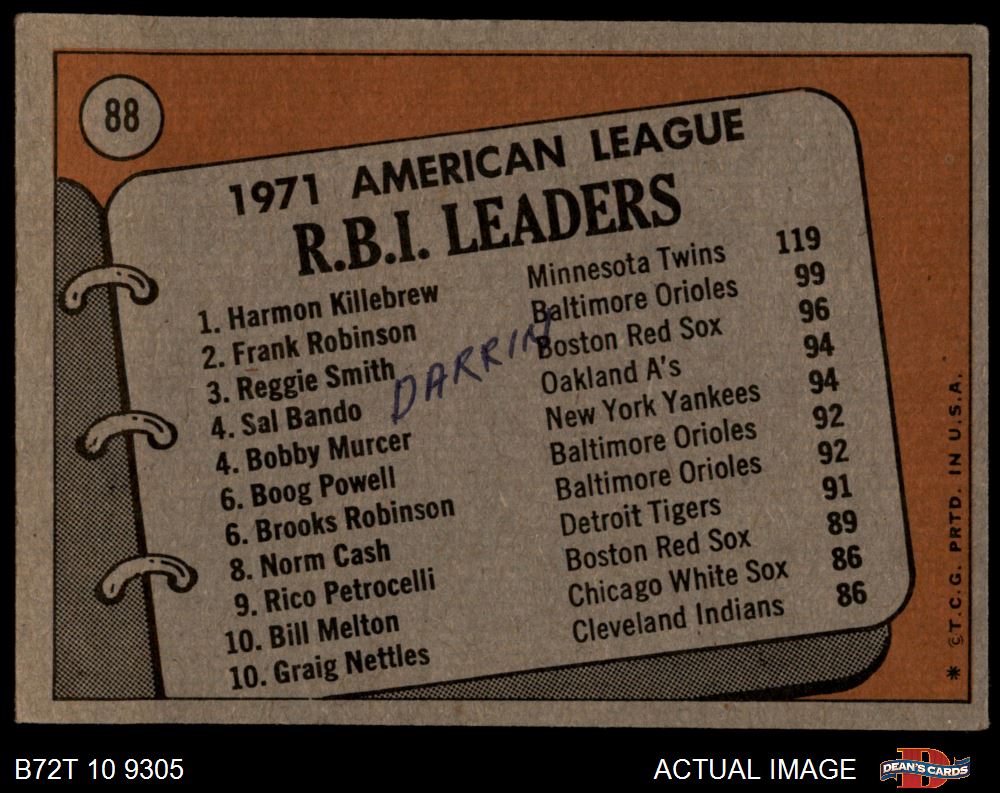 88
1971 AMERICAN LEAGUE
R.B.I. LEADERS
1. Harmon Killebrew Minnesota Twins 119
2. Frank Robinson Baltimore Orioles 99
3. Reggie Smith Boston Red Sox 96
4. Sal Bando Oakland A's 94
4. Bobby Murcer New York Yankees 94
6. Boog Powell Baltimore Orioles 92
6. Brooks Robinson Baltimore Orioles 92
8. Norm Cash Detroit Tigers 91
9. Rico Petrocelli Boston Red Sox 89
10. Bill Melton Chicago White Sox 86
10. Graig Nettles Cleveland Indians 86
DARRIN
* © T.C.G. PRTD. IN U.S.A.
B72T 10 9305
ACTUAL IMAGE
D
DEAN'S CARDS